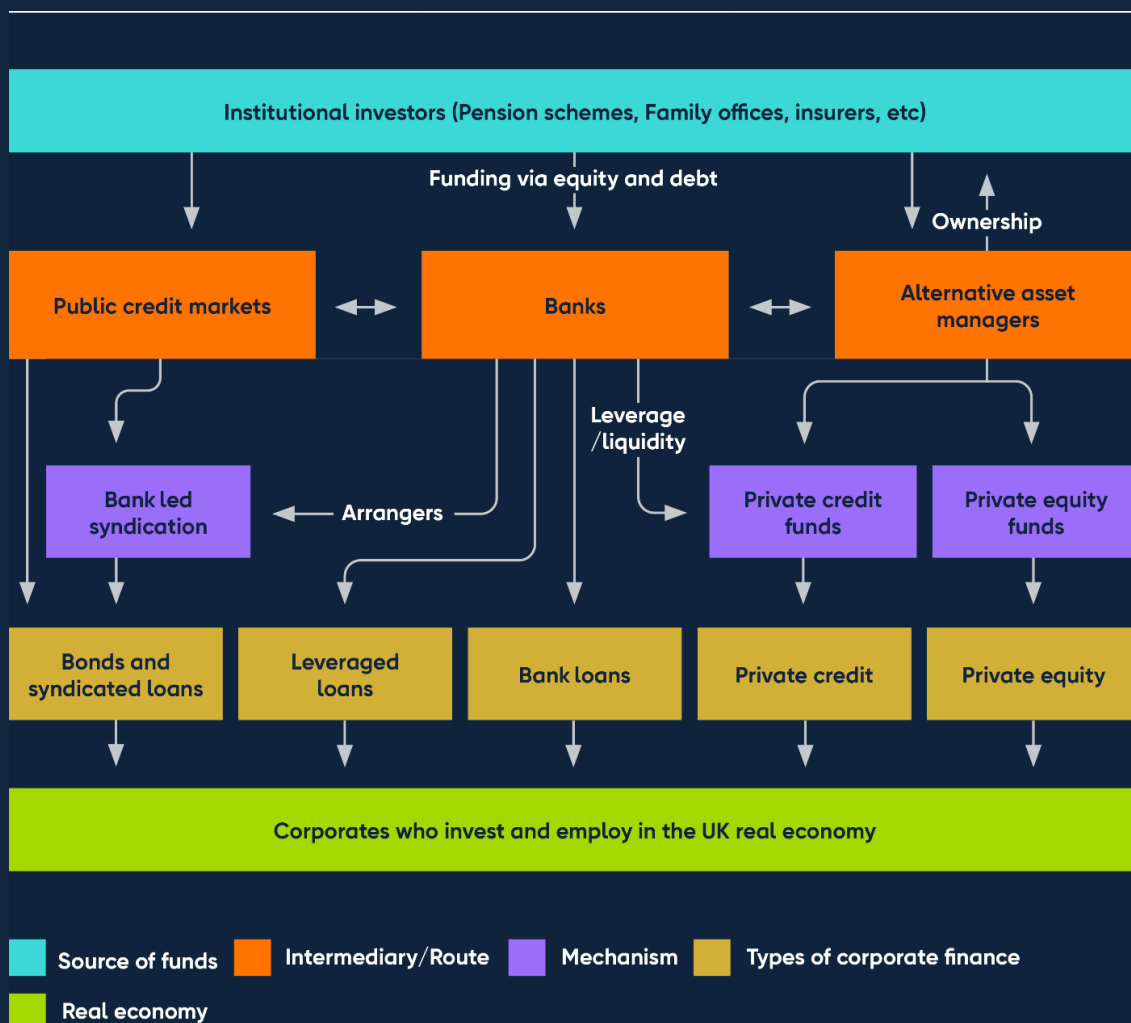 Institutional investors (Pension schemes, Family offices, insurers, etc)
Funding via equity and debt
Ownership
Public credit markets
Banks
Alternative asset
managers
Leverage
/liquidity
Bank led
syndication
Arrangers
Private credit
funds
Private equity
funds
Bonds and
syndicated loans
Leveraged
loans
Bank loans
Private credit
Private equity
Corporates who invest and employ in the UK real economy
Source of funds
Intermediary/Route
Mechanism
Types of corporate finance
Real economy